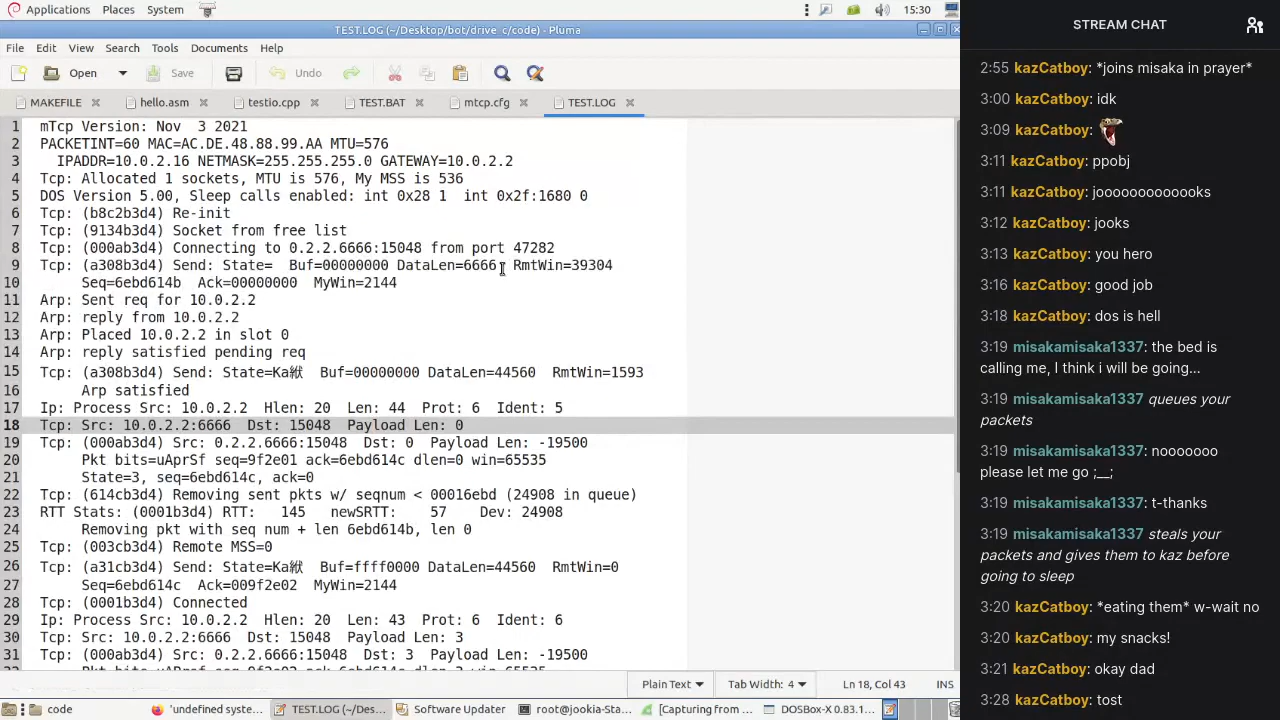 Applications Places System 15:30
TEST.LOG (~/Desktop/bot/drive_c/code) - Pluma
File Edit View Search Tools Documents Help
Open Save Undo
MAKEFILE hello.asm testio.cpp TEST.BAT mtcp.cfg TEST.LOG
1 mTcp Version: Nov  3 2021
2 PACKETINT=60 MAC=AC.DE.48.88.99.AA MTU=576
3   IPADDR=10.0.2.16 NETMASK=255.255.255.0 GATEWAY=10.0.2.2
4 Tcp: Allocated 1 sockets, MTU is 576, My MSS is 536
5 DOS Version 5.00, Sleep calls enabled: int 0x28 1  int 0x2f:1680 0
6 Tcp: (b8c2b3d4) Re-init
7 Tcp: (9134b3d4) Socket from free list
8 Tcp: (000ab3d4) Connecting to 0.2.2.6666:15048 from port 47282
9 Tcp: (a308b3d4) Send: State=  Buf=00000000 DataLen=6666  RmtWin=39304
10      Seq=6ebd614b  Ack=00000000  MyWin=2144
11 Arp: Sent req for 10.0.2.2
12 Arp: reply from 10.0.2.2
13 Arp: Placed 10.0.2.2 in slot 0
14 Arp: reply satisfied pending req
15 Tcp: (a308b3d4) Send: State=Ka  Buf=00000000 DataLen=44560  RmtWin=1593
16      Arp satisfied
17 Ip: Process Src: 10.0.2.2  Hlen: 20  Len: 44  Prot: 6  Ident: 5
18 Tcp: Src: 10.0.2.2:6666  Dst: 15048  Payload Len: 0
19 Tcp: (000ab3d4) Src: 0.2.2.6666:15048  Dst: 0  Payload Len: -19500
20      Pkt bits=uAprSf seq=9f2e01 ack=6ebd614c dlen=0 win=65535
21      State=3, seq=6ebd614c, ack=0
22 Tcp: (614cb3d4) Removing sent pkts w/ seqnum < 00016ebd (24908 in queue)
23 RTT Stats: (0001b3d4) RTT:   145   newSRTT:    57   Dev: 24908
24      Removing pkt with seq num + len 6ebd614b, len 0
25 Tcp: (003cb3d4) Remote MSS=0
26 Tcp: (a31cb3d4) Send: State=Ka  Buf=ffff0000 DataLen=44560  RmtWin=0
27      Seq=6ebd614c  Ack=009f2e02  MyWin=2144
28 Tcp: (0001b3d4) Connected
29 Ip: Process Src: 10.0.2.2  Hlen: 20  Len: 43  Prot: 6  Ident: 6
30 Tcp: Src: 10.0.2.2:6666  Dst: 15048  Payload Len: 3
31 Tcp: (000ab3d4) Src: 0.2.2.6666:15048  Dst: 3  Payload Len: -19500
Plain Text Tab Width: 4 Ln 18, Col 43 INS
code 'undefined syste... TEST.LOG (~/Des... Software Updater root@jookia-Sta... [Capturing from ... DOSBox-X 0.83.1...
STREAM CHAT
2:55 kazCatboy: *joins misaka in prayer*
3:00 kazCatboy: idk
3:09 kazCatboy:
3:11 kazCatboy: ppobj
3:11 kazCatboy: joooooooooooks
3:12 kazCatboy: jooks
3:13 kazCatboy: you hero
3:16 kazCatboy: good job
3:18 kazCatboy: dos is hell
3:19 misakamisaka1337: the bed is
calling me, I think i will be going...
3:19 misakamisaka1337 queues your
packets
3:19 misakamisaka1337: nooooooo
please let me go ;__;
3:19 misakamisaka1337: t-thanks
3:19 misakamisaka1337 steals your
packets and gives them to kaz before
going to sleep
3:20 kazCatboy: *eating them* w-wait no
3:20 kazCatboy: my snacks!
3:21 kazCatboy: okay dad
3:28 kazCatboy: tost